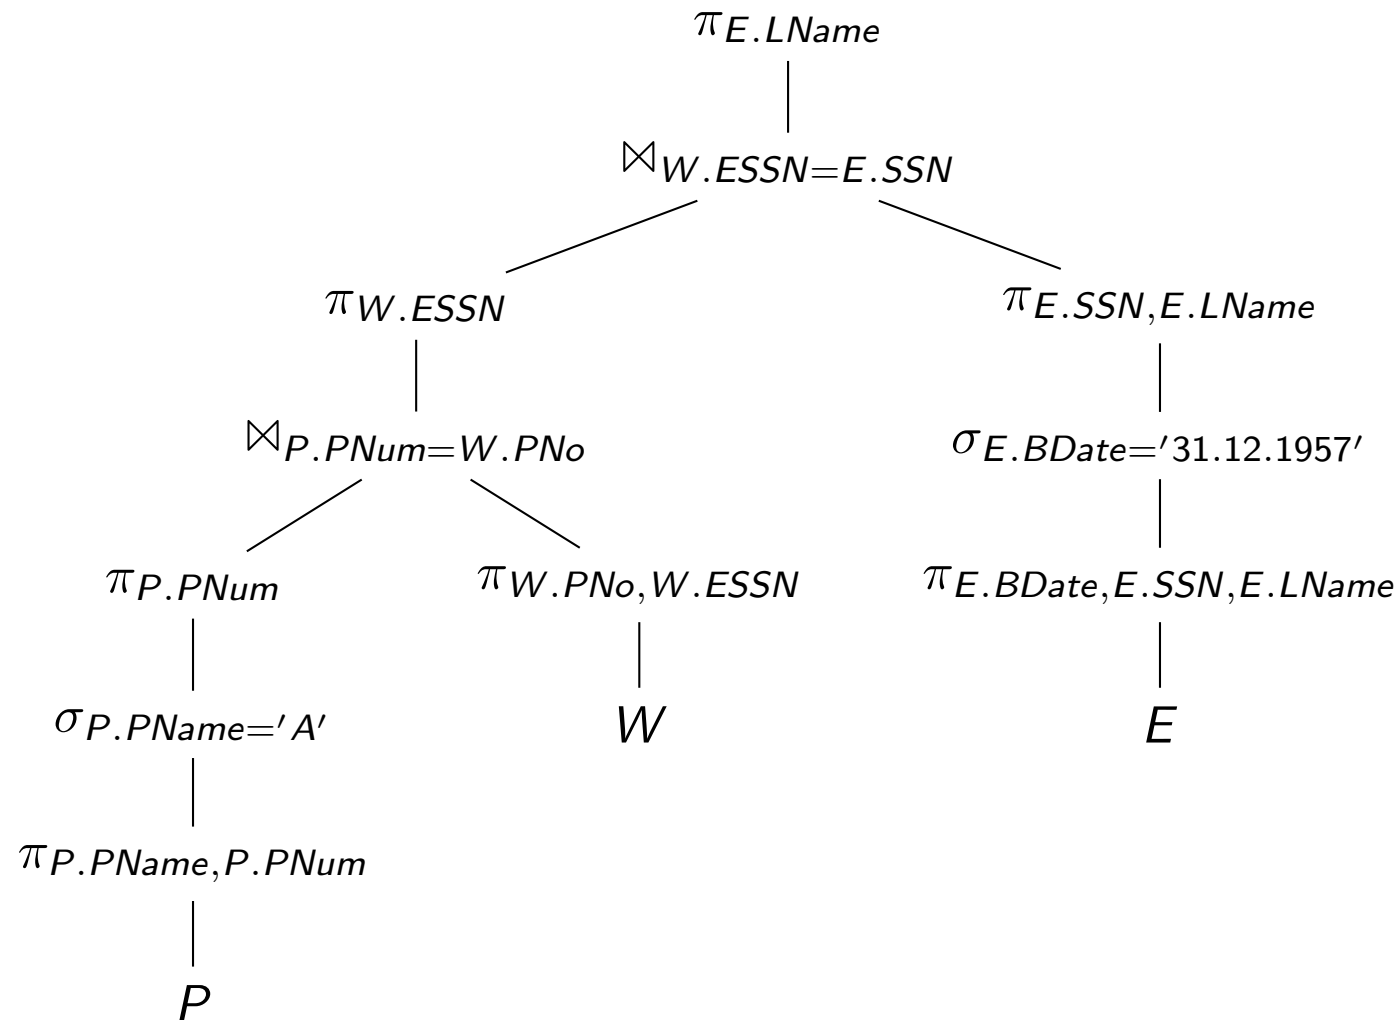 π E.LName
⋈ W.ESSN=E.SSN
π W.ESSN π E.SSN,E.LName
⋈ P.PNum=W.PNo σ E.BDate='31.12.1957'
π P.PNum π W.PNo,W.ESSN π E.BDate,E.SSN,E.LName
σ P.PName='A' W E
π P.PName,P.PNum
P